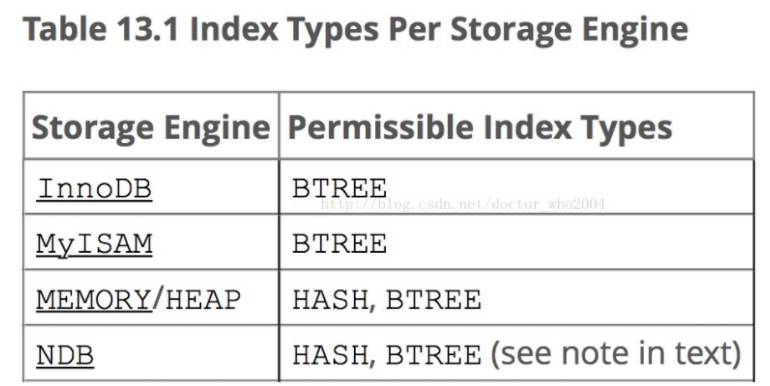 Table 13.1 Index Types Per Storage Engine
Storage Engine Permissible Index Types
InnoDB BTREE
http://blog.csdn.net/doctor_who2004
MyISAM BTREE
MEMORY/HEAP HASH, BTREE
NDB HASH, BTREE (see note in text)